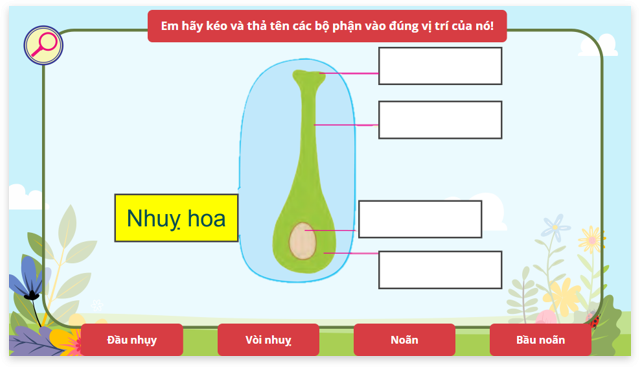 Em hãy kéo và thả tên các bộ phận vào đúng vị trí của nó!
Nhuỵ hoa
Đầu nhụy
Vòi nhuỵ
Noãn
Bầu noãn